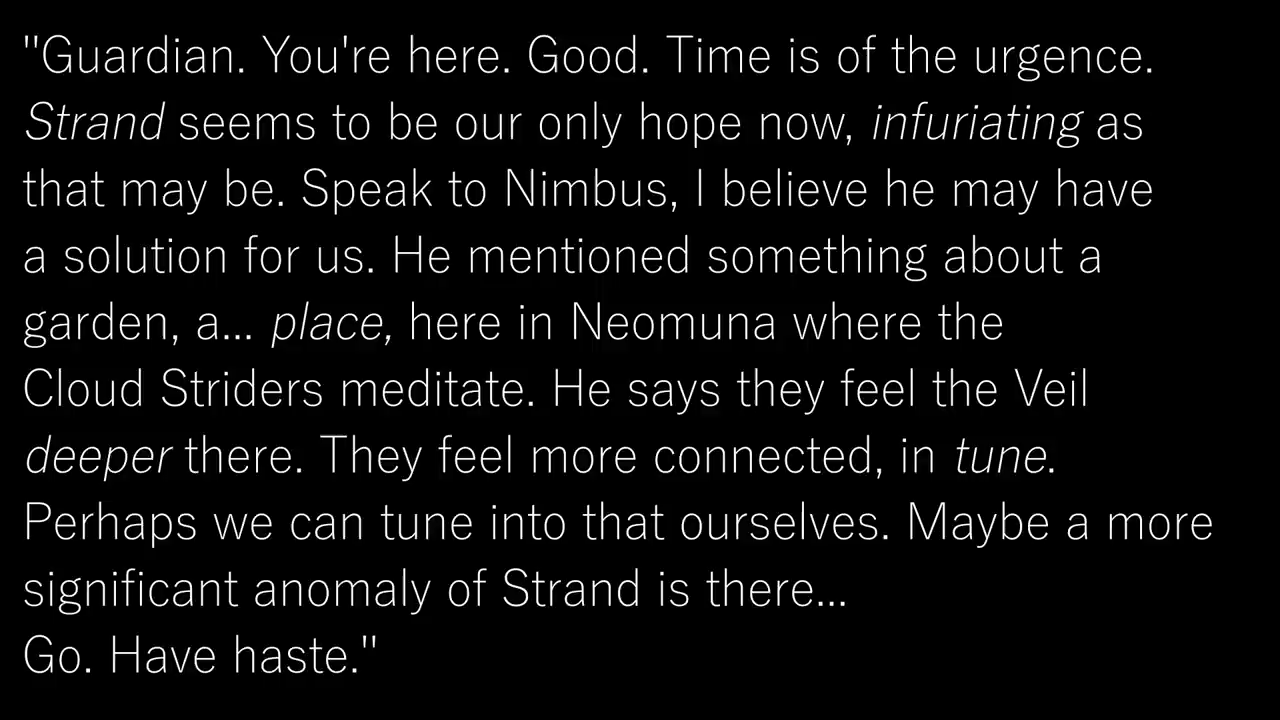 "Guardian. You're here. Good. Time is of the urgence.
Strand seems to be our only hope now, infuriating as
that may be. Speak to Nimbus, I believe he may have
a solution for us. He mentioned something about a
garden, a... place, here in Neomuna where the
Cloud Striders meditate. He says they feel the Veil
deeper there. They feel more connected, in tune.
Perhaps we can tune into that ourselves. Maybe a more
significant anomaly of Strand is there...
Go. Have haste."